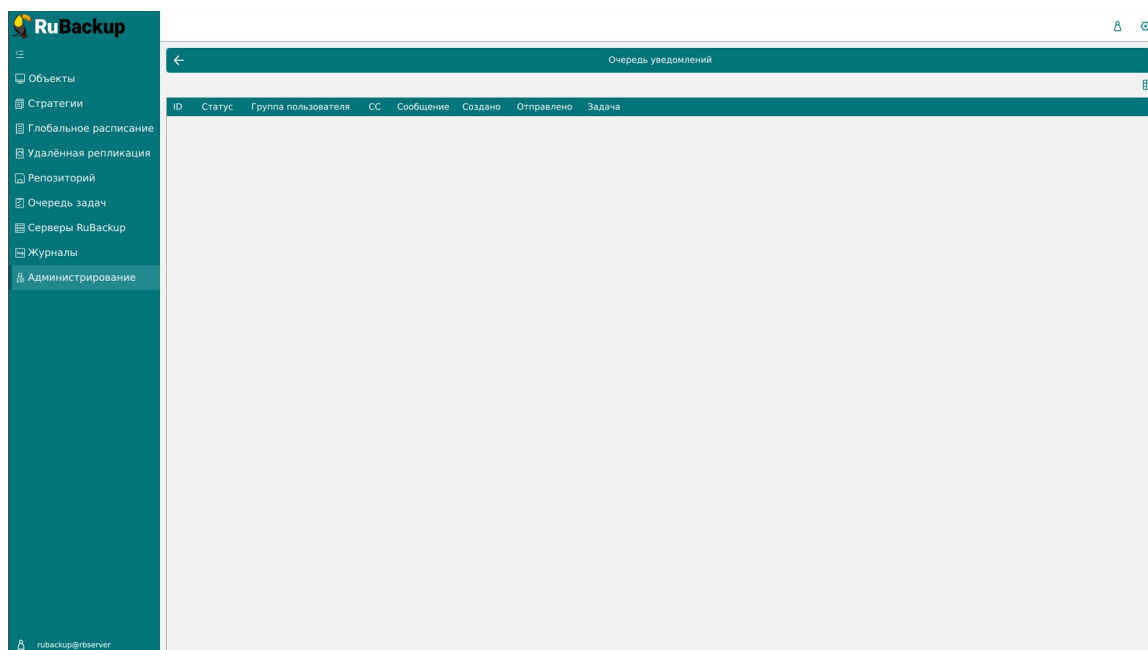 RuBackup
Очередь уведомлений
Объекты
Стратегии
Глобальное расписание
Удалённая репликация
Репозиторий
Очередь задач
Серверы RuBackup
Журналы
Администрирование
ID Статус Группа пользователя CC Сообщение Создано Отправлено Задача
rubackup@rbserver